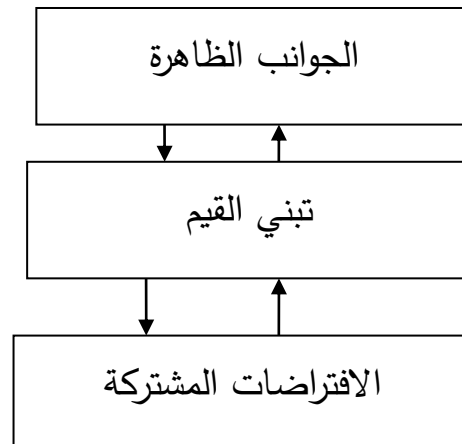 الجوانب الظاهرة
تبني القيم
الافتراضات المشتركة